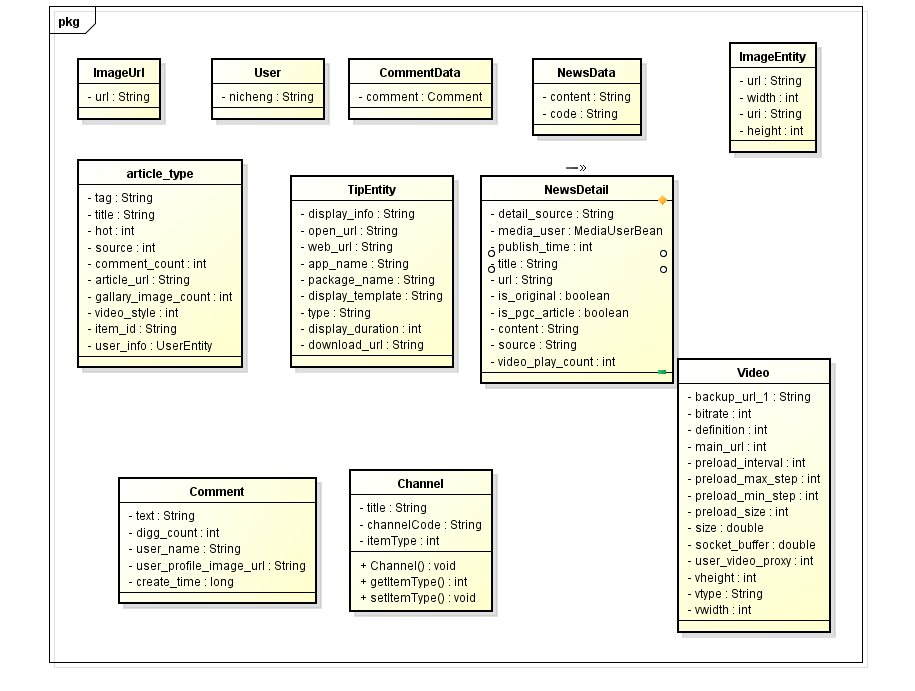 pkg
ImageUrl
- url : String
User
- nicheng : String
CommentData
- comment : Comment
NewsData
- content : String
- code : String
ImageEntity
- url : String
- width : int
- uri : String
- height : int
article_type
- tag : String
- title : String
- hot : int
- source : int
- comment_count : int
- article_url : String
- gallary_image_count : int
- video_style : int
- item_id : String
- user_info : UserEntity
TipEntity
- display_info : String
- open_url : String
- web_url : String
- app_name : String
- package_name : String
- display_template : String
- type : String
- display_duration : int
- download_url : String
NewsDetail
- detail_source : String
- media_user : MediaUserBean
- publish_time : int
- title : String
- url : String
- is_original : boolean
- is_pgc_article : boolean
- content : String
- source : String
- video_play_count : int
Video
- backup_url_1 : String
- bitrate : int
- definition : int
- main_url : int
- preload_interval : int
- preload_max_step : int
- preload_min_step : int
- preload_size : int
- size : double
- socket_buffer : double
- user_video_proxy : int
- vheight : int
- vtype : String
- vwidth : int
Comment
- text : String
- digg_count : int
- user_name : String
- user_profile_image_url : String
- create_time : long
Channel
- title : String
- channelCode : String
- itemType : int
+ Channel() : void
+ getItemType() : int
+ setItemType() : void